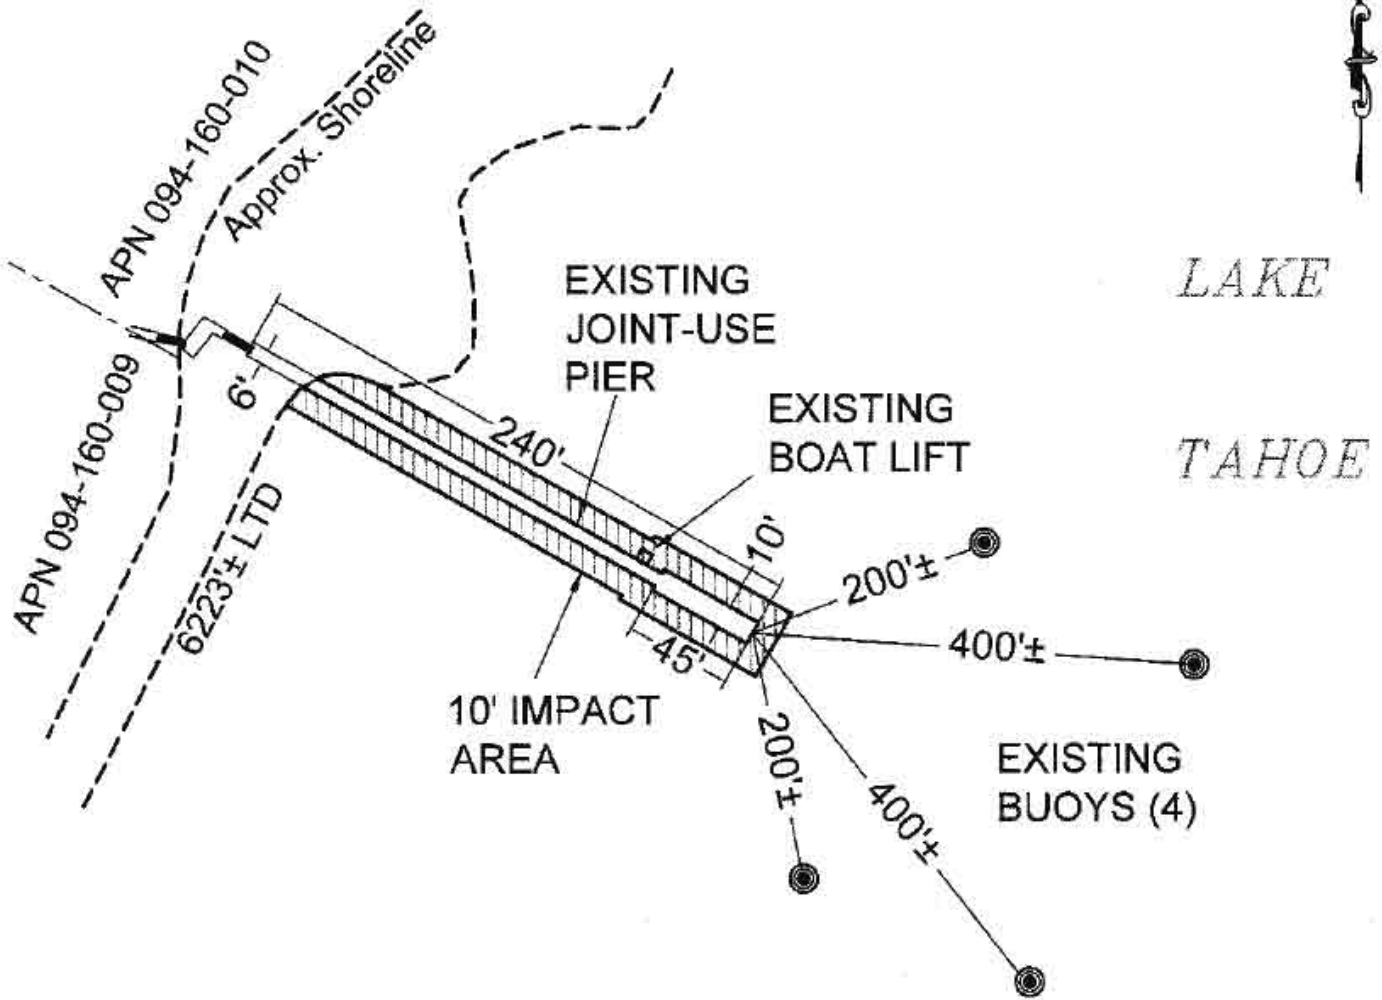 APN 094-160-010
Approx. Shoreline
LAKE
TAHOE
EXISTING
JOINT-USE
PIER
EXISTING
BOAT LIFT
6'
240'
10'
APN 094-160-009
6223'± LTD
45'
200'±
400'±
10' IMPACT
AREA
200'±
400'±
EXISTING
BUOYS (4)